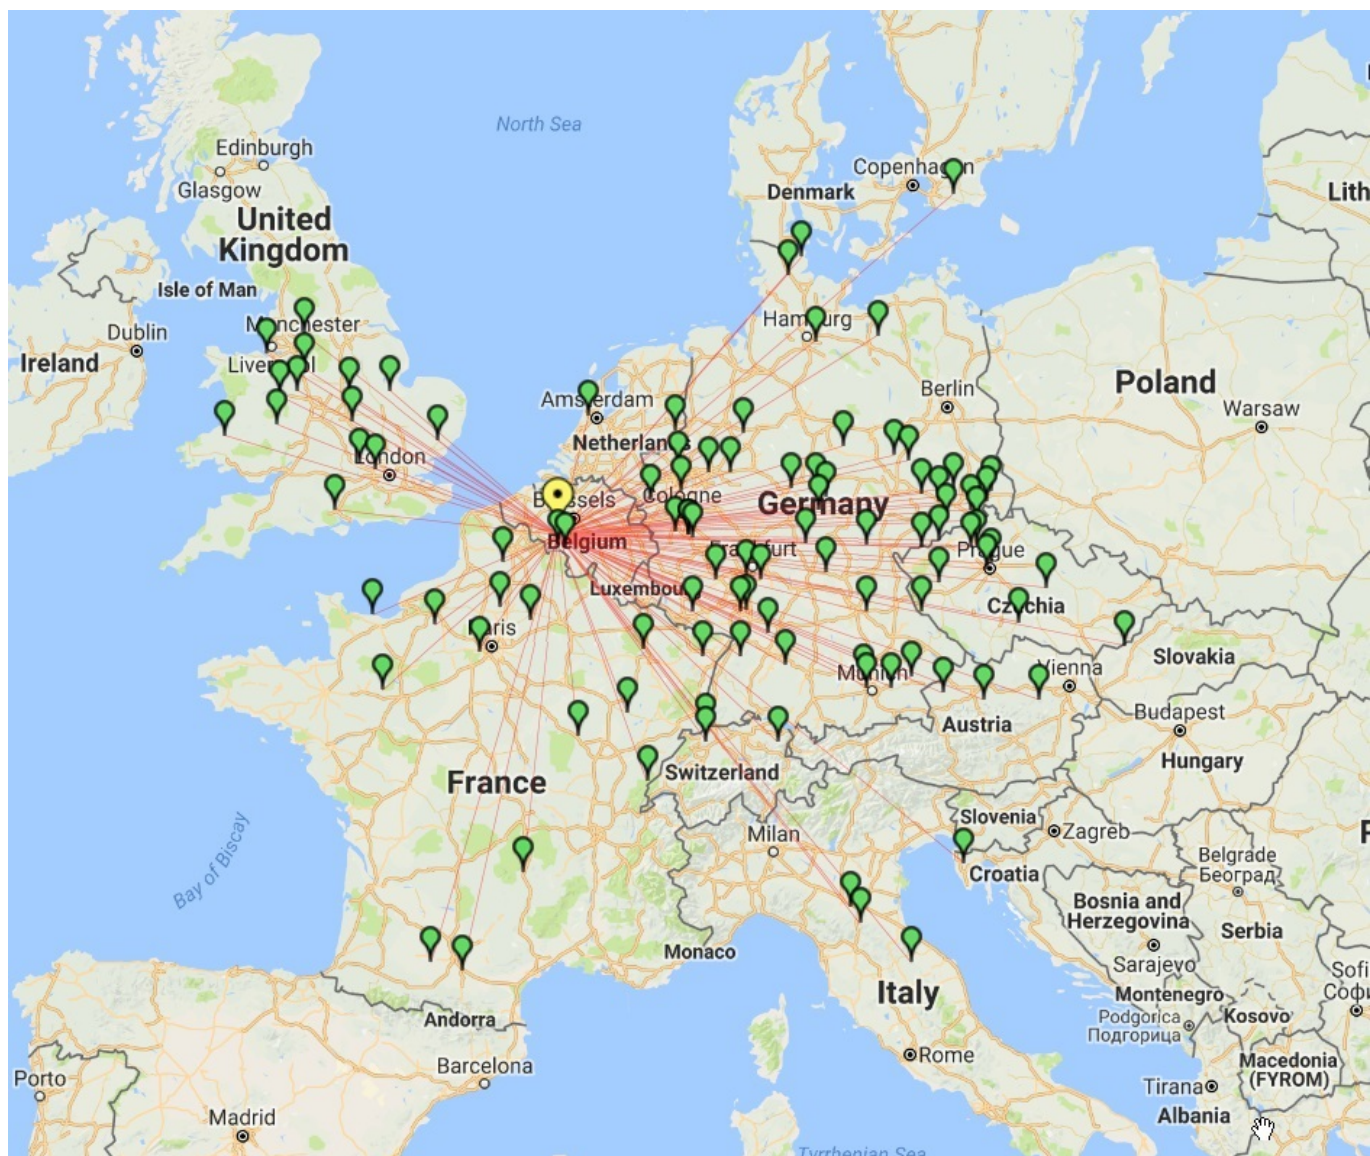 North Sea
Edinburgh
Glasgow
United
Kingdom
Isle of Man
Dublin
Ireland
Manchester
London
Copenhagen
Denmark
Hamburg
Lith
Poland
Warsaw
Berlin
Amsterdam
Netherlands
Brussels
Cologne
Belgium
Germany
Frankfurt
Luxembou
Prague
Czechia
Paris
Munich
Vienna
Slovakia
Austria
Budapest
Hungary
France
Switzerland
Bay of Biscay
Milan
Slovenia
Zagreb
Croatia
Belgrade
Београд
Bosnia and
Herzegovina
Serbia
Sarajevo
Monaco
Italy
Montenegro
Podgorica
Подгорица
Kosovo
Sofi
Софи
Andorra
Rome
Macedonia
(FYROM)
Tirana
Albania
Barcelona
Porto
Madrid
Tyrrhenian Sea